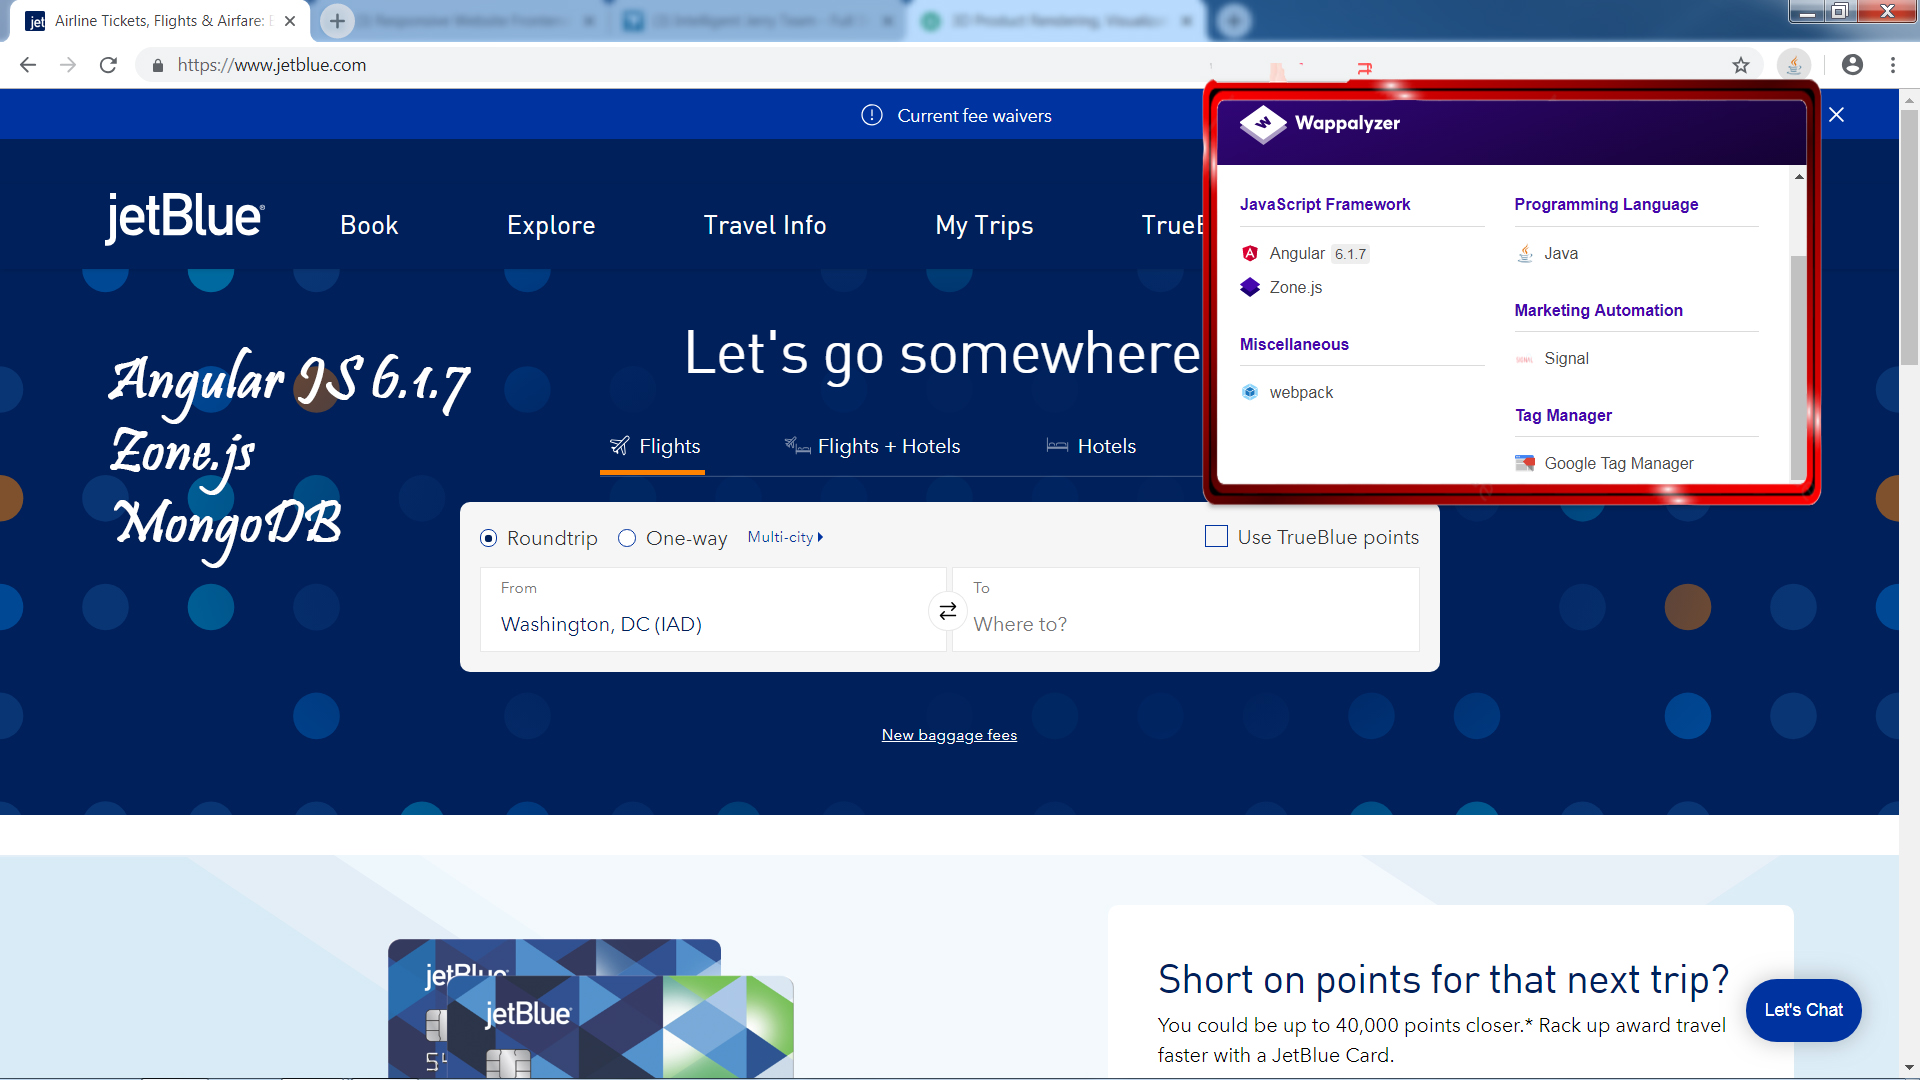 jet Airline Tickets, Flights & Airfare:
https://www.jetblue.com
Current fee waivers
jetBlue
Book
Explore
Travel Info
My Trips
TrueB
Let's go somewhere
Angular JS 6.1.7
Zone.js
MongoDB
Flights
Flights + Hotels
Hotels
Roundtrip
One-way
Multi-city
Use TrueBlue points
From
Washington, DC (IAD)
To
Where to?
New baggage fees
Wappalyzer
JavaScript Framework
Angular 6.1.7
Zone.js
Miscellaneous
webpack
Programming Language
Java
Marketing Automation
Signal
Tag Manager
Google Tag Manager
jetBlue
jetBlue
Short on points for that next trip?
You could be up to 40,000 points closer.* Rack up award travel
faster with a JetBlue Card.
Let's Chat